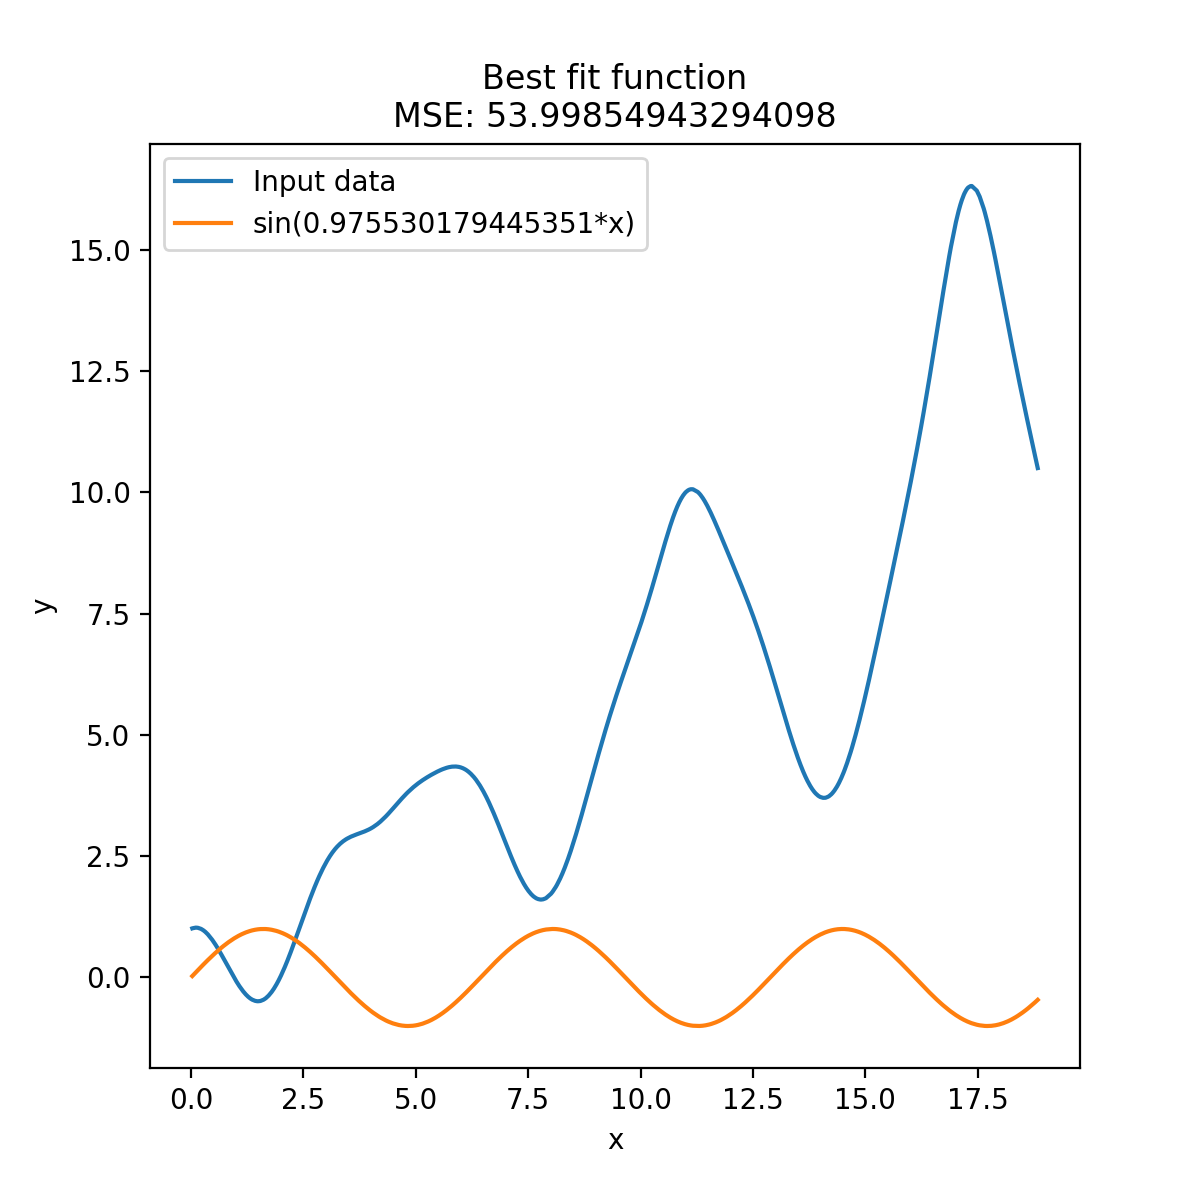 Best fit function
MSE: 53.99854943294098
Input data
sin(0.975530179445351*x)
15.0
12.5
10.0
7.5
5.0
2.5
0.0
y
0.0 2.5 5.0 7.5 10.0 12.5 15.0 17.5
x